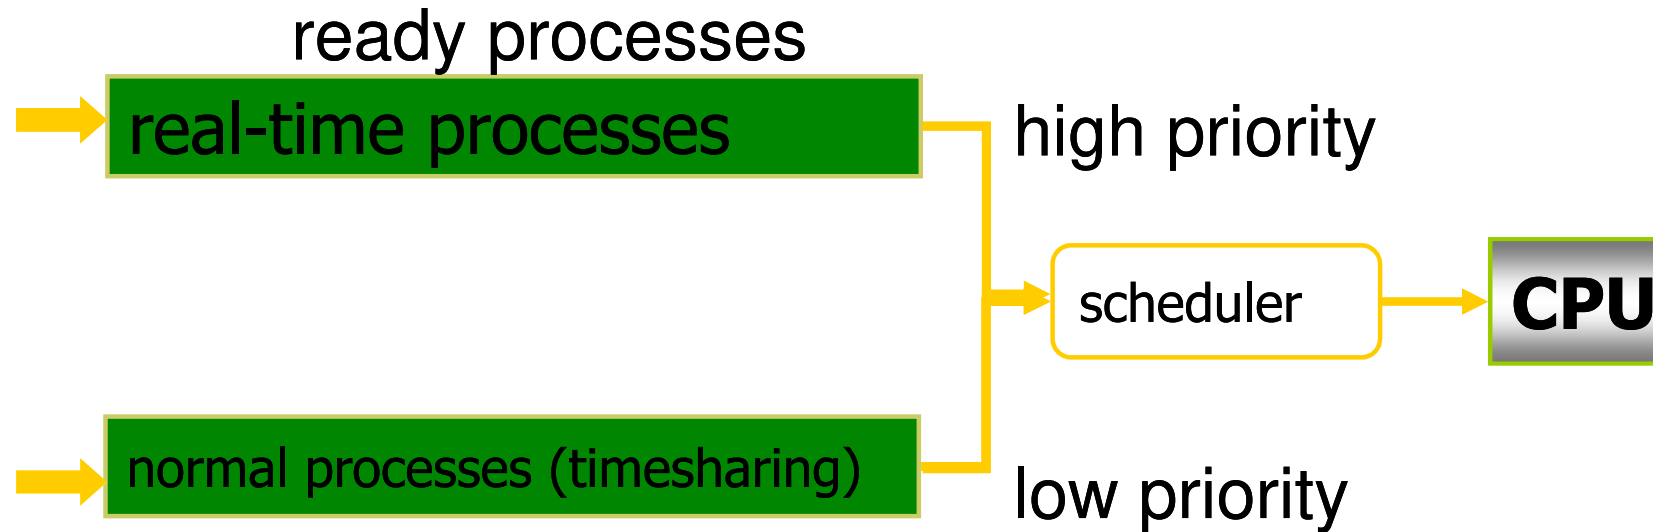 ready processes
real-time processes
high priority
scheduler
CPU
normal processes (timesharing)
low priority